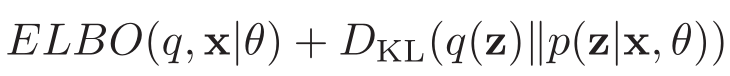 ELBO(q, x|θ) + D_KL(q(z)‖p(z|x, θ))